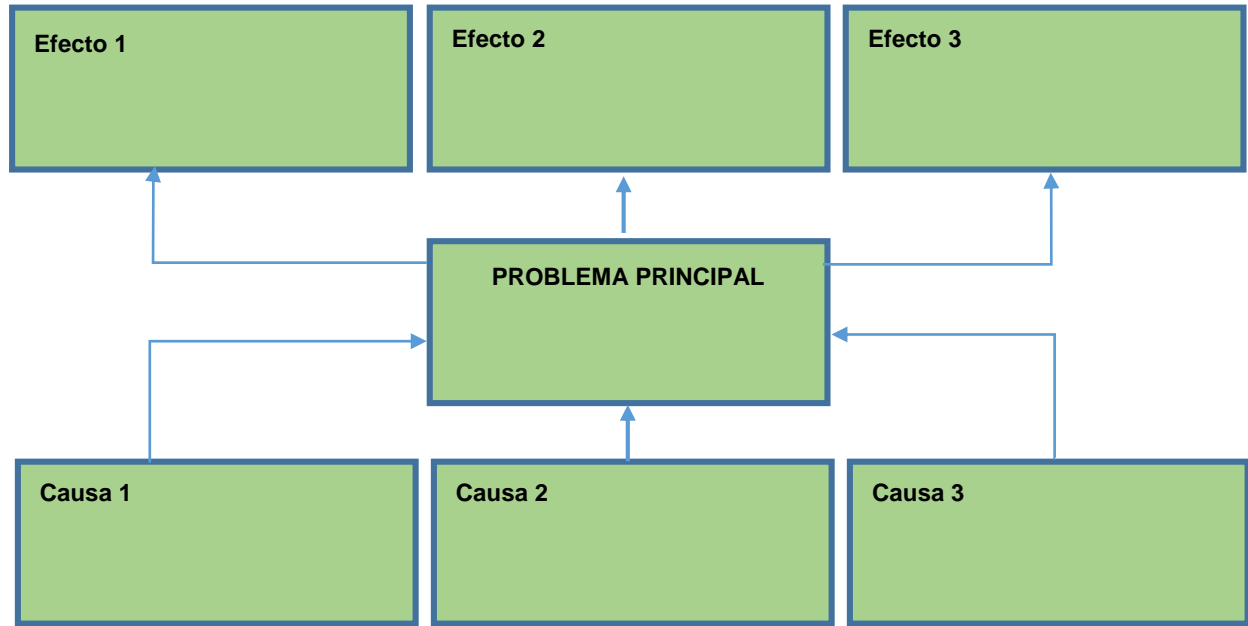 Efecto 1
Efecto 2
Efecto 3
PROBLEMA PRINCIPAL
Causa 1
Causa 2
Causa 3